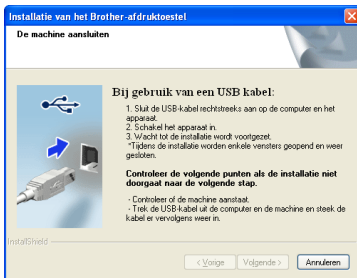 Installatie van het Brother-afdruktoestel
De machine aansluiten
Bij gebruik van een USB kabel:
1. Sluit de USB-kabel rechtstreeks aan op de computer en het
apparaat.
2. Schakel het apparaat in.
3. Wacht tot de installatie wordt voortgezet.
*Tijdens de installatie worden enkele vensters geopend en weer
gesloten.
Controleer de volgende punten als de installatie niet
doorgaat naar de volgende stap.
- Controleer of de machine aanstaat.
- Trek de USB-kabel uit de computer en de machine en steek de
kabel er vervolgens weer in.
InstallShield
< Vorige Volgende > Annuleren